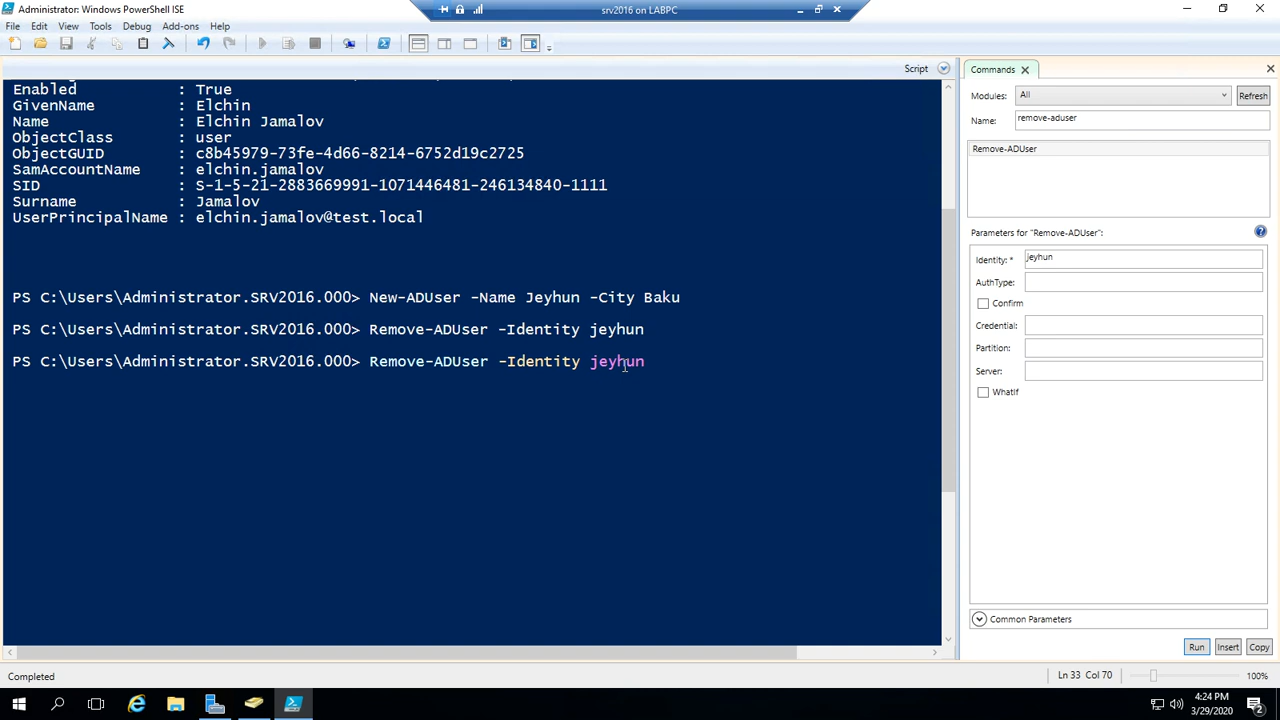 Administrator: Windows PowerShell ISE
srv2016 on LABPC
File Edit View Tools Debug Add-ons Help
Script
Enabled : True
GivenName : Elchin
Name : Elchin Jamalov
ObjectClass : user
ObjectGUID : c8b45979-73fe-4d66-8214-6752d19c2725
SamAccountName : elchin.jamalov
SID : S-1-5-21-2883669991-1071446481-246134840-1111
Surname : Jamalov
UserPrincipalName : elchin.jamalov@test.local
PS C:\Users\Administrator.SRV2016.000> New-ADUser -Name Jeyhun -City Baku
PS C:\Users\Administrator.SRV2016.000> Remove-ADUser -Identity jeyhun
PS C:\Users\Administrator.SRV2016.000> Remove-ADUser -Identity jeyhun
Commands
Modules: All Refresh
Name: remove-aduser
Remove-ADUser
Parameters for "Remove-ADUser":
Identity: * jeyhun
AuthType:
Confirm
Credential:
Partition:
Server:
WhatIf
Common Parameters
Run Insert Copy
Completed
Ln 33 Col 70
100%
4:24 PM
3/29/2020
2